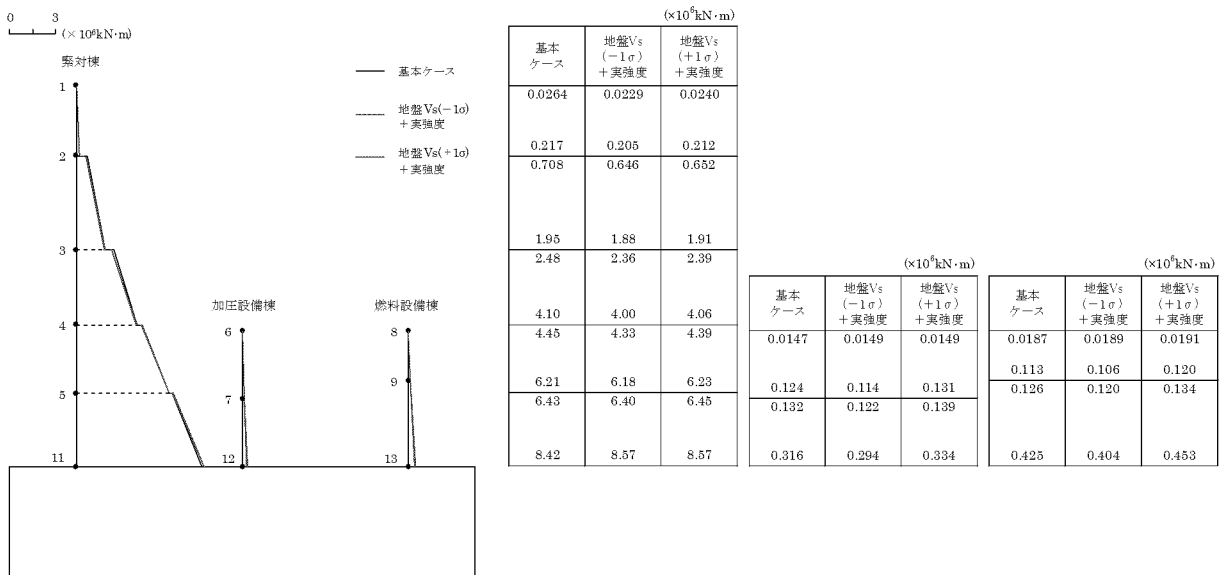 0 3
(×10⁶kN·m)
緊対棟
1
2
3
4
5
11
基本ケース
地盤Vs(-1σ)
+実強度
地盤Vs(+1σ)
+実強度
加圧設備棟
6
7
12
燃料設備棟
8
9
13
(×10⁶kN·m)
基本 地盤Vs 地盤Vs
ケース (-1σ) (+1σ)
+実強度 +実強度
0.0264 0.0229 0.0240
0.217 0.205 0.212
0.708 0.646 0.652
1.95 1.88 1.91
2.48 2.36 2.39
4.10 4.00 4.06
4.45 4.33 4.39
6.21 6.18 6.23
6.43 6.40 6.45
8.42 8.57 8.57
(×10⁶kN·m)
基本 地盤Vs 地盤Vs
ケース (-1σ) (+1σ)
+実強度 +実強度
0.0147 0.0149 0.0149
0.124 0.114 0.131
0.132 0.122 0.139
0.316 0.294 0.334
(×10⁶kN·m)
基本 地盤Vs 地盤Vs
ケース (-1σ) (+1σ)
+実強度 +実強度
0.0187 0.0189 0.0191
0.113 0.106 0.120
0.126 0.120 0.134
0.425 0.404 0.453